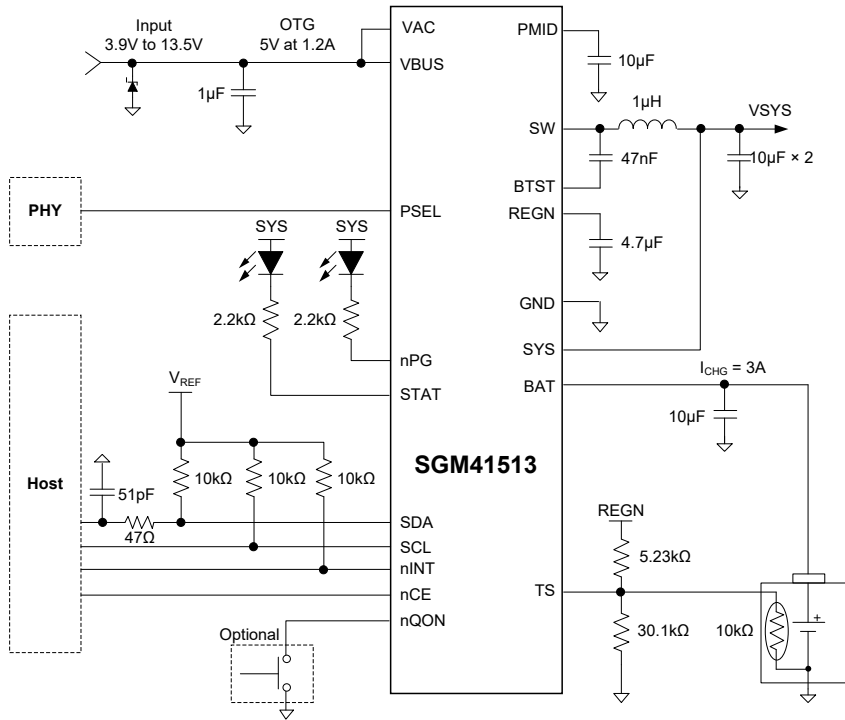 Input
3.9V to 13.5V
OTG
5V at 1.2A
1µF
VAC
VBUS
PMID
10µF
1µH
VSYS
SW
47nF
10µF × 2
BTST
PHY
PSEL
REGN
4.7µF
SYS
SYS
2.2kΩ
2.2kΩ
GND
SYS
nPG
STAT
BAT
I_CHG = 3A
10µF
V_REF
SGM41513
Host
51pF
10kΩ
10kΩ
10kΩ
47Ω
SDA
SCL
nINT
nCE
nQON
Optional
REGN
5.23kΩ
TS
30.1kΩ
10kΩ
+